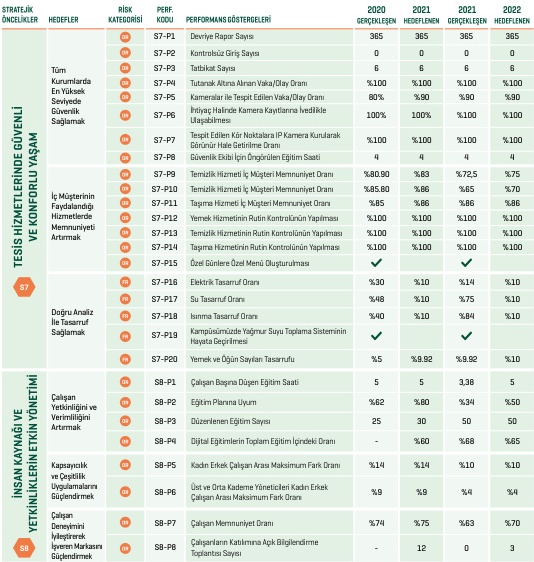 STRATEJİK ÖNCELİKLER | HEDEFLER | RİSK KATEGORİSİ | PERF. KODU | PERFORMANS GÖSTERGELERİ | 2020 GERÇEKLEŞEN | 2021 HEDEFLENEN | 2021 GERÇEKLEŞEN | 2022 HEDEFLENEN
TESİS HİZMETLERİNDE GÜVENLİ
VE KONFORLU YAŞAM
S7
Tüm
Kurumlarda
En Yüksek
Seviyede
Güvenlik
Sağlamak
OR S7-P1 Devriye Rapor Sayısı 365 365 365 365
OR S7-P2 Kontrolsüz Giriş Sayısı 0 0 0 0
OR S7-P3 Tatbikat Sayısı 6 6 6 6
OR S7-P4 Tutanak Altına Alınan Vaka/Olay Oranı %100 %100 %100 %100
OR S7-P5 Kameralar ile Tespit Edilen Vaka/Olay Oranı 80% %90 %90 %90
OR S7-P6 İhtiyaç Halinde Kamera Kayıtlarına İvedilikle
Ulaşabilmesi 100% 100% %100 %100
OR S7-P7 Tespit Edilen Kör Noktalara IP Kamera Kurularak
Görünür Hale Getirilme Oranı %100 %100 %100 %100
OR S7-P8 Güvenlik Ekibi İçin Öngörülen Eğitim Saati 4 4 4 4
İç Müşterinin
Faydalandığı
Hizmetlerde
Memnuniyeti
Artırmak
OR S7-P9 Temizlik Hizmeti İç Müşteri Memnuniyet Oranı %80.90 %83 %72,5 %75
OR S7-P10 Temizlik Hizmeti İç Müşteri Memnuniyet Oranı %85.80 %86 %65 %70
OR S7-P11 Taşıma Hizmeti İç Müşteri Memnuniyet Oranı %85 %86 %86 %86
OR S7-P12 Yemek Hizmetinin Rutin Kontrolünün Yapılması %100 %100 %100 %100
OR S7-P13 Temizlik Hizmetinin Rutin Kontrolünün Yapılması %100 %100 %100 %100
OR S7-P14 Taşıma Hizmetinin Rutin Kontrolünün Yapılması %100 %100 %100 %100
OR S7-P15 Özel Günlere Özel Menü Oluşturulması ✓ ✓
Doğru Analiz
İle Tasarruf
Sağlamak
FR S7-P16 Elektrik Tasarruf Oranı %30 %10 %14 %10
FR S7-P17 Su Tasarruf Oranı %48 %10 %75 %10
FR S7-P18 Isınma Tasarruf Oranı %40 %10 %84 %10
FR S7-P19 Kampüsümüzde Yağmur Suyu Toplama Sisteminin
Hayata Geçirilmesi ✓ ✓
FR S7-P20 Yemek ve Öğün Sayıları Tasarrufu %5 %9.92 %9.92 %10
İNSAN KAYNAĞI VE
YETKİNLİKLERİN ETKİN YÖNETİMİ
S8
Çalışan
Yetkinliğini ve
Verimliliğini
Artırmak
OR S8-P1 Çalışan Başına Düşen Eğitim Saati 5 5 3,38 5
OR S8-P2 Eğitim Planına Uyum %62 %80 %34 %50
OR S8-P3 Düzenlenen Eğitim Sayısı 25 30 50 50
OR S8-P4 Dijital Eğitimlerin Toplam Eğitim İçindeki Oranı - %60 %68 %65
Kapsayıcılık
ve Çeşitlilik
Uygulamalarını
Güçlendirmek
OR S8-P5 Kadın Erkek Çalışan Arası Maksimum Fark Oranı %14 %14 %10 %10
OR S8-P6 Üst ve Orta Kademe Yöneticileri Kadın Erkek
Çalışan Arası Maksimum Fark Oranı %9 %9 %4 %4
Çalışan
Deneyimini
İyileştirerek
İşveren Markasını
Güçlendirmek
OR S8-P7 Çalışan Memnuniyet Oranı %74 %75 %63 %70
OR S8-P8 Çalışanların Katılımına Açık Bilgilendirme
Toplantısı Sayısı - 12 0 3